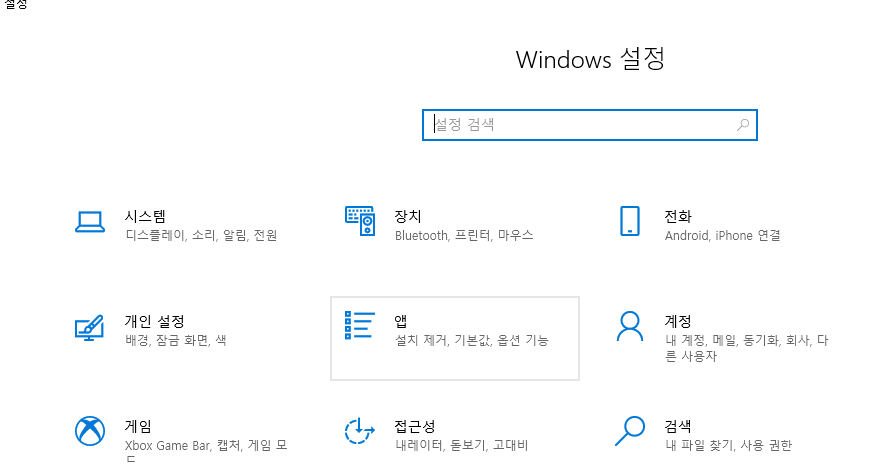 설정
Windows 설정
설정 검색
시스템
디스플레이, 소리, 알림, 전원
장치
Bluetooth, 프린터, 마우스
전화
Android, iPhone 연결
개인 설정
배경, 잠금 화면, 색
앱
설치 제거, 기본값, 옵션 기능
계정
내 계정, 메일, 동기화, 회사, 다
른 사용자
게임
Xbox Game Bar, 캡처, 게임 모
드
접근성
내레이터, 돋보기, 고대비
검색
내 파일 찾기, 사용 권한